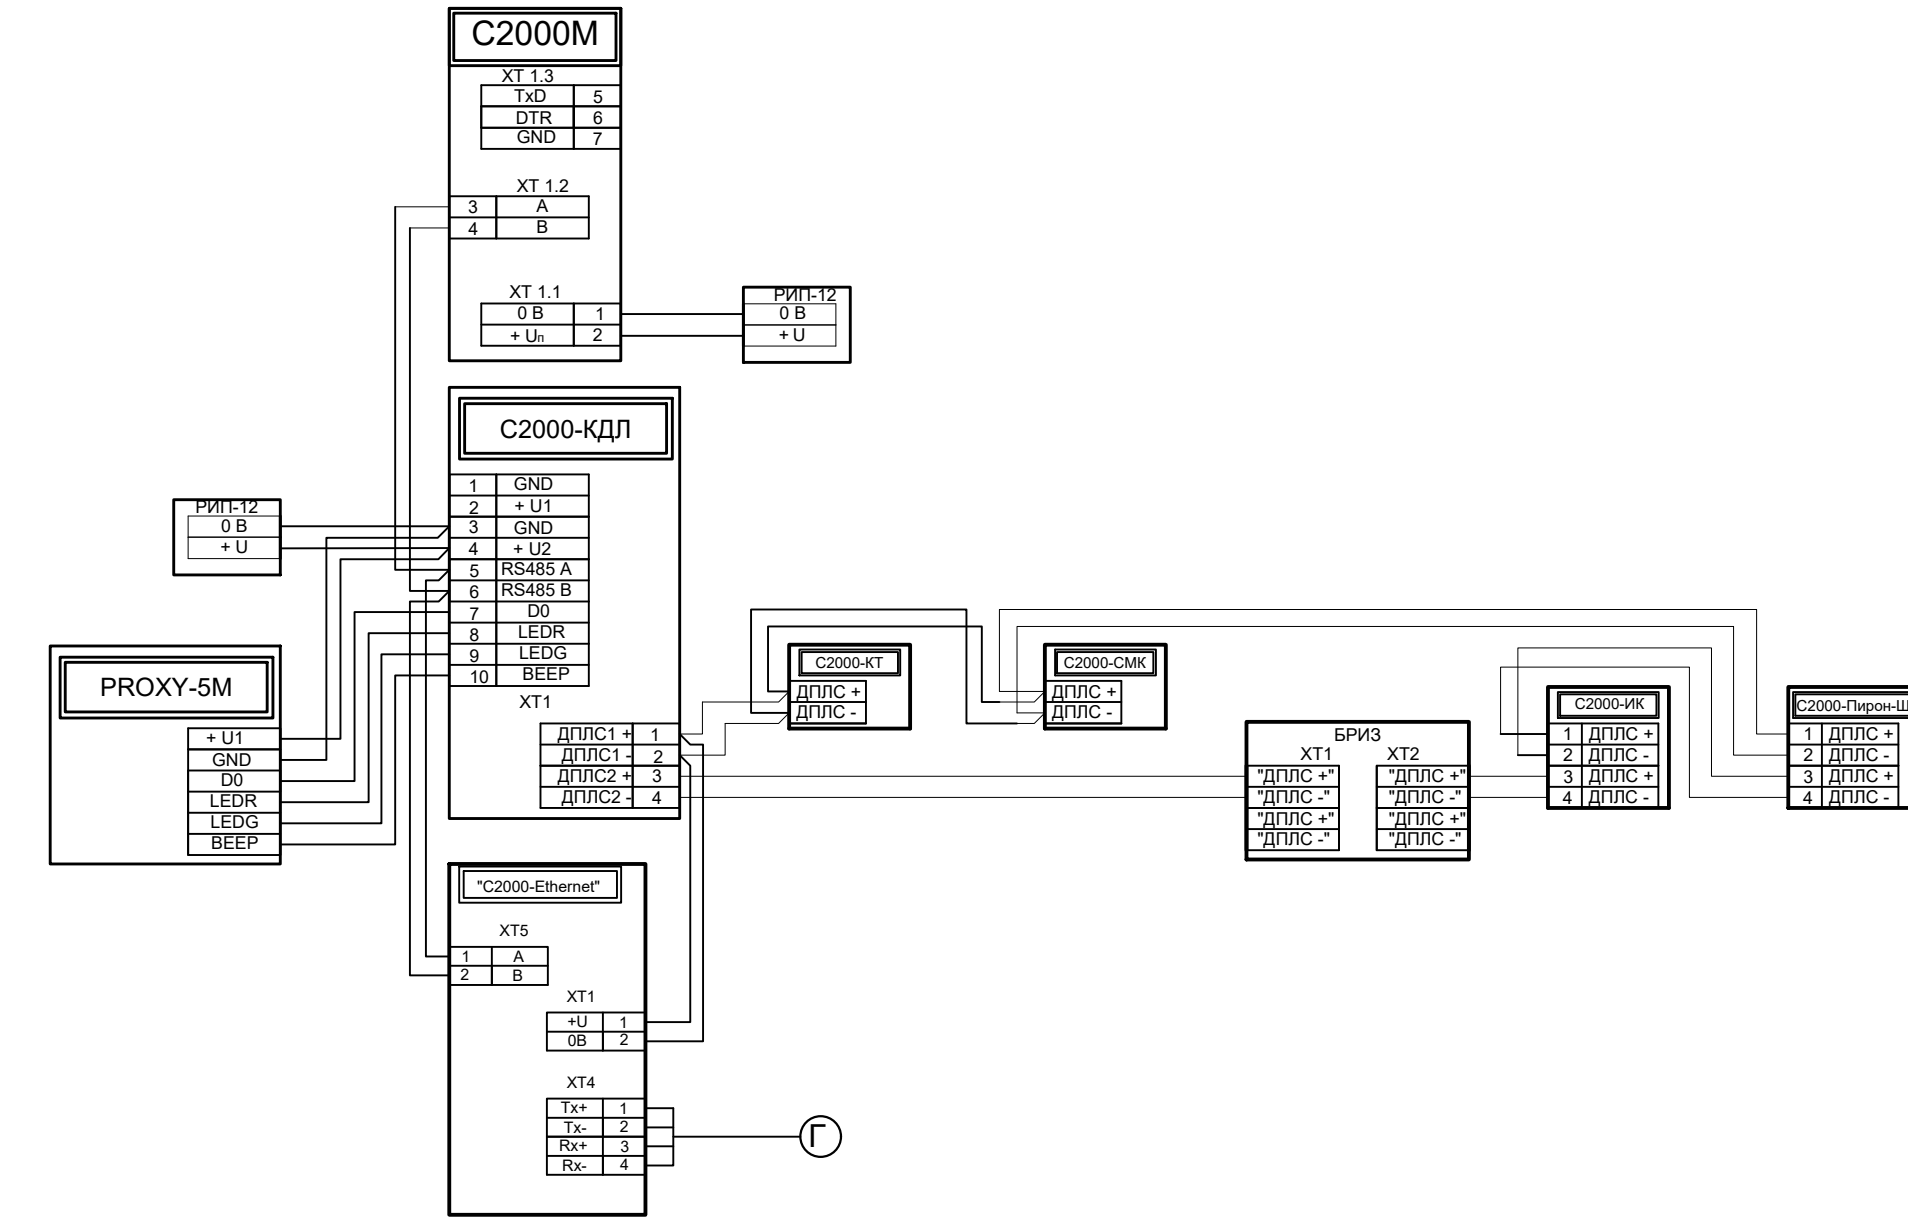 С2000М
XT 1.3
TxD 5
DTR 6
GND 7
XT 1.2
3 A
4 B
XT 1.1
0 В 1
+ Uп 2
РИП-12
0 В
+ U
С2000-КДЛ
1 GND
2 + U1
3 GND
4 + U2
5 RS485 A
6 RS485 B
7 D0
8 LEDR
9 LEDG
10 BEEP
XT1
ДПЛС1 + 1
ДПЛС1 - 2
ДПЛС2 + 3
ДПЛС2 - 4
РИП-12
0 В
+ U
PROXY-5M
+ U1
GND
D0
LEDR
LEDG
BEEP
С2000-КТ
ДПЛС +
ДПЛС -
С2000-СМК
ДПЛС +
ДПЛС -
БРИЗ
XT1 XT2
"ДПЛС +" "ДПЛС +"
"ДПЛС -" "ДПЛС -"
"ДПЛС +" "ДПЛС +"
"ДПЛС -" "ДПЛС -"
С2000-ИК
1 ДПЛС +
2 ДПЛС -
3 ДПЛС +
4 ДПЛС -
С2000-Пирон-Ш
1 ДПЛС +
2 ДПЛС -
3 ДПЛС +
4 ДПЛС -
"С2000-Ethernet"
XT5
1 A
2 B
XT1
+U 1
0В 2
XT4
Tx+ 1
Tx- 2
Rx+ 3
Rx- 4
Г